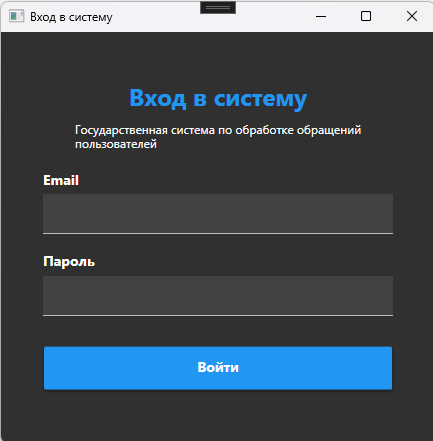 Вход в систему
Вход в систему
Государственная система по обработке обращений
пользователей
Email
Пароль
Войти